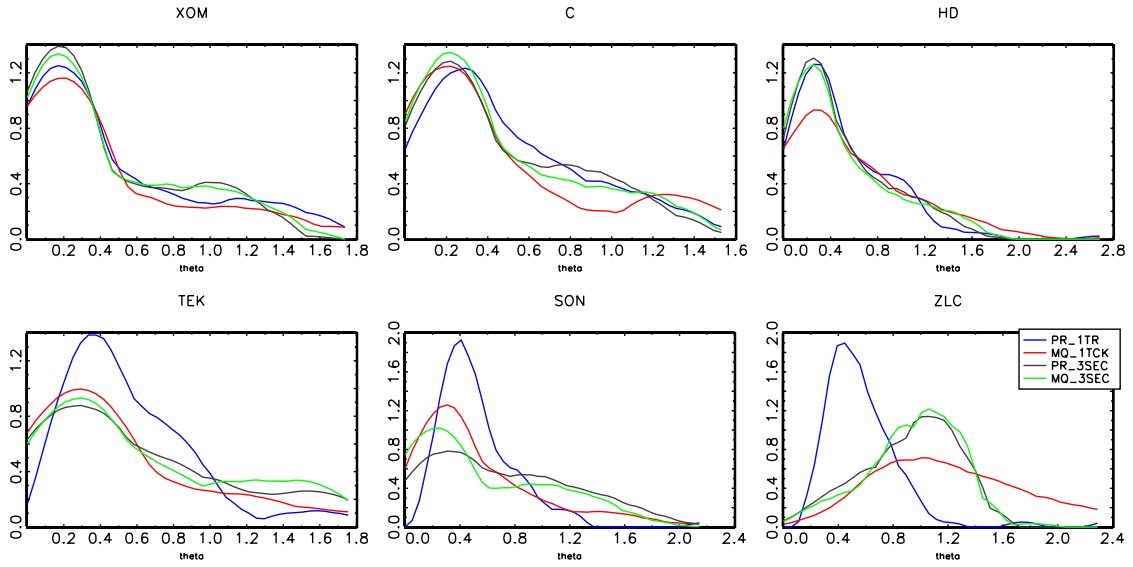 XOM
C
HD
0.0 0.4 0.8 1.2
0.2 0.4 0.6 0.8 1.0 1.2 1.4 1.6 1.8
theta
0.0 0.4 0.8 1.2
0.0 0.2 0.4 0.6 0.8 1.0 1.2 1.4 1.6
theta
0.0 0.4 0.8 1.2
0.0 0.4 0.8 1.2 1.6 2.0 2.4 2.8
theta
TEK
SON
ZLC
0.0 0.4 0.8 1.2
0.0 0.2 0.4 0.6 0.8 1.0 1.2 1.4 1.6 1.8
theta
0.0 0.4 0.8 1.2 1.6 2.0
0.0 0.4 0.8 1.2 1.6 2.0 2.4
theta
0.0 0.4 0.8 1.2 1.6 2.0
0.0 0.4 0.8 1.2 1.6 2.0 2.4
theta
PR_1TR
MQ_1TCK
PR_3SEC
MQ_3SEC